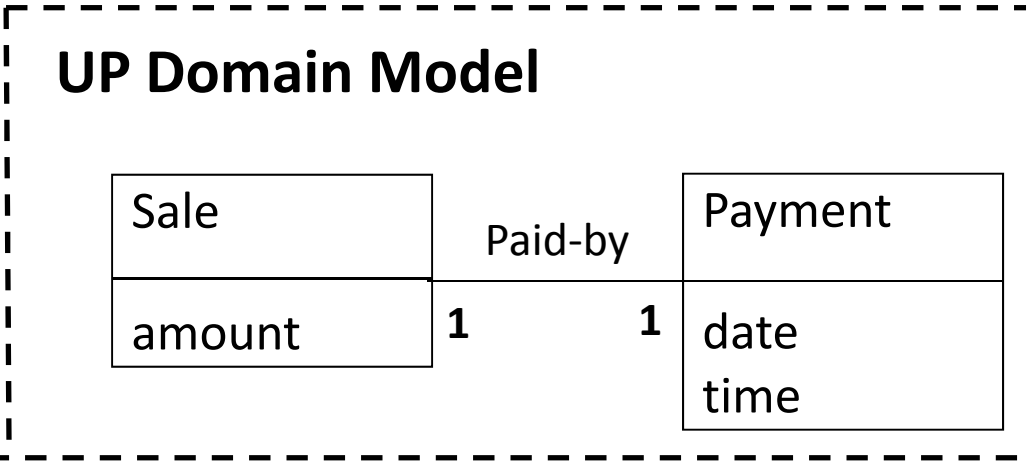 UP Domain Model
Sale
Paid-by
Payment
amount
1
1
date
time